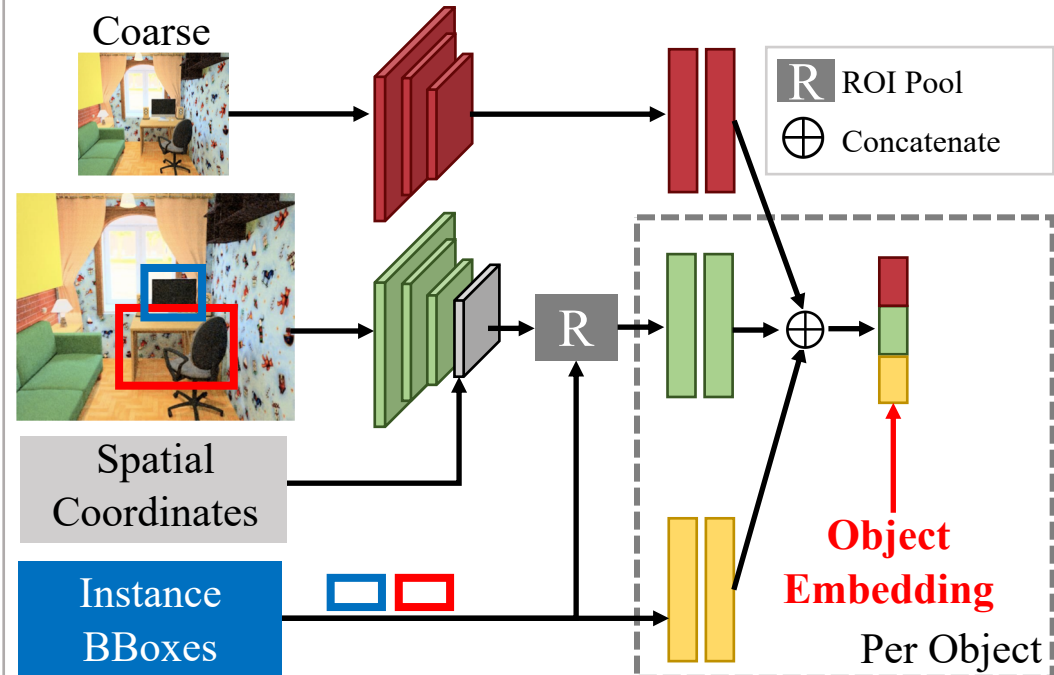 Coarse
R ROI Pool
Concatenate
R
Spatial
Coordinates
Instance
BBoxes
Object
Embedding
Per Object